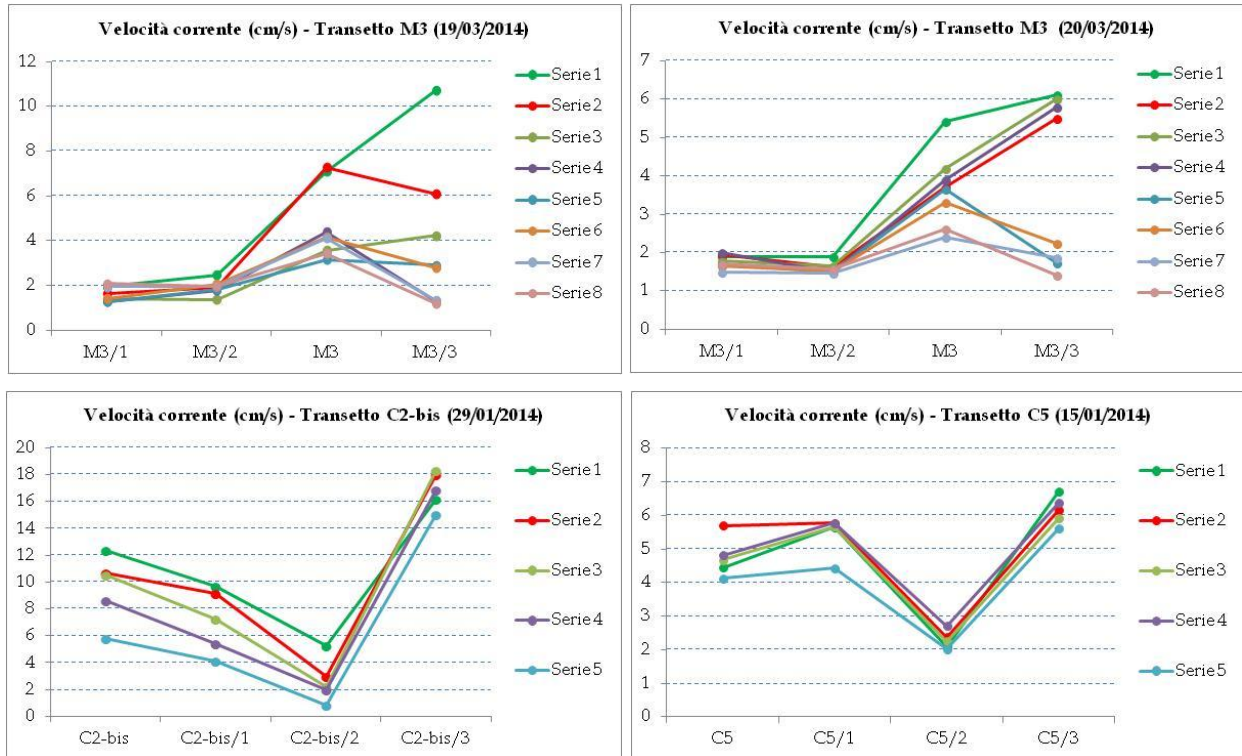 Velocità corrente (cm/s) - Transetto M3 (19/03/2014)
12
10
8
6
4
2
0
M3/1 M3/2 M3 M3/3
Serie1
Serie2
Serie3
Serie4
Serie5
Serie6
Serie7
Serie8
Velocità corrente (cm/s) - Transetto M3 (20/03/2014)
7
6
5
4
3
2
1
0
M3/1 M3/2 M3 M3/3
Serie1
Serie2
Serie3
Serie4
Serie5
Serie6
Serie7
Serie8
Velocità corrente (cm/s) - Transetto C2-bis (29/01/2014)
20
18
16
14
12
10
8
6
4
2
0
C2-bis C2-bis/1 C2-bis/2 C2-bis/3
Serie1
Serie2
Serie3
Serie4
Serie5
Velocità corrente (cm/s) - Transetto C5 (15/01/2014)
8
7
6
5
4
3
2
1
0
C5 C5/1 C5/2 C5/3
Serie1
Serie2
Serie3
Serie4
Serie5